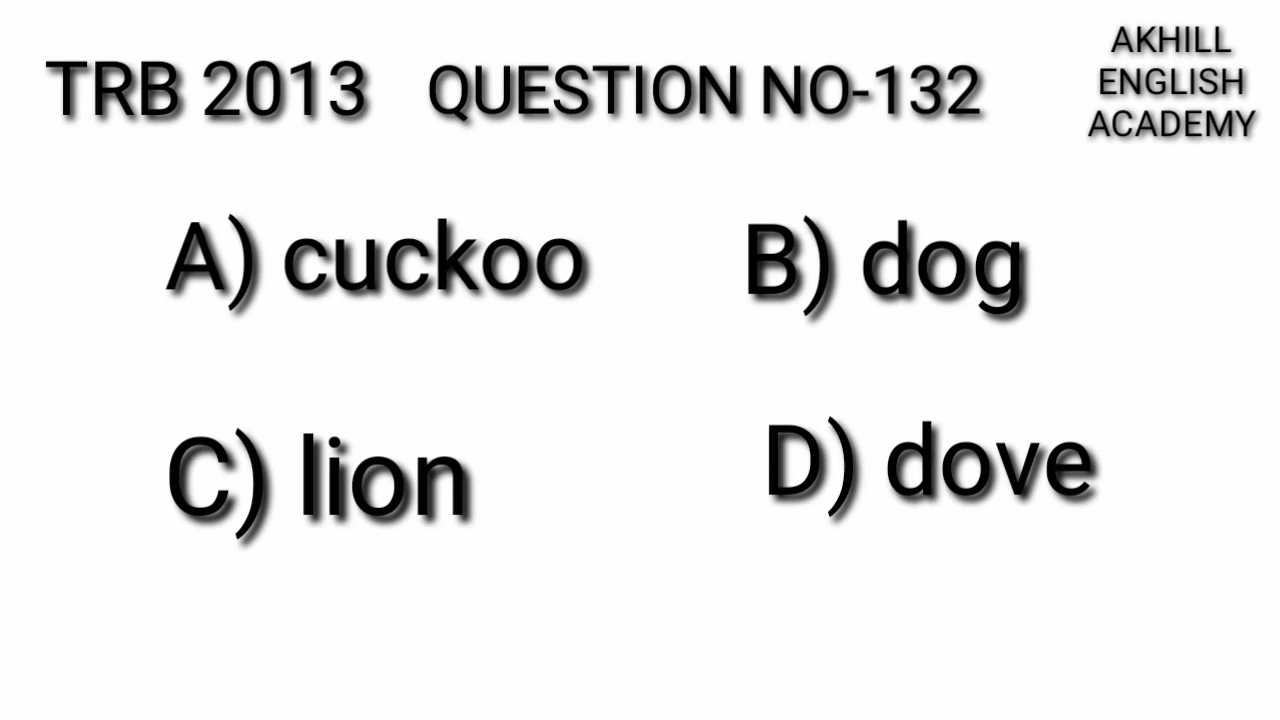 TRB 2013 QUESTION NO-132
AKHILL
ENGLISH
ACADEMY
A) cuckoo B) dog
C) lion D) dove